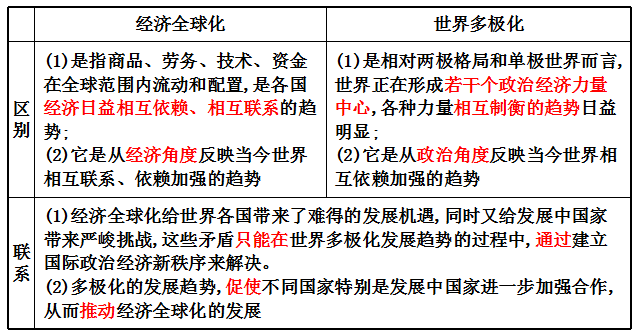 经济全球化
世界多极化
区别
(1)是指商品、劳务、技术、资金
在全球范围内流动和配置,是各国
经济日益相互依赖、相互联系的趋
势;
(2)它是从经济角度反映当今世界
相互联系、依赖加强的趋势
(1)是相对两极格局和单极世界而言,
世界正在形成若干个政治经济力量
中心,各种力量相互制衡的趋势日益
明显;
(2)它是从政治角度反映当今世界相
互依赖加强的趋势
联系
(1)经济全球化给世界各国带来了难得的发展机遇,同时又给发展中国家
带来严峻挑战,这些矛盾只能在世界多极化发展趋势的过程中,通过建立
国际政治经济新秩序来解决。
(2)多极化的发展趋势,促使不同国家特别是发展中国家进一步加强合作,
从而推动经济全球化的发展